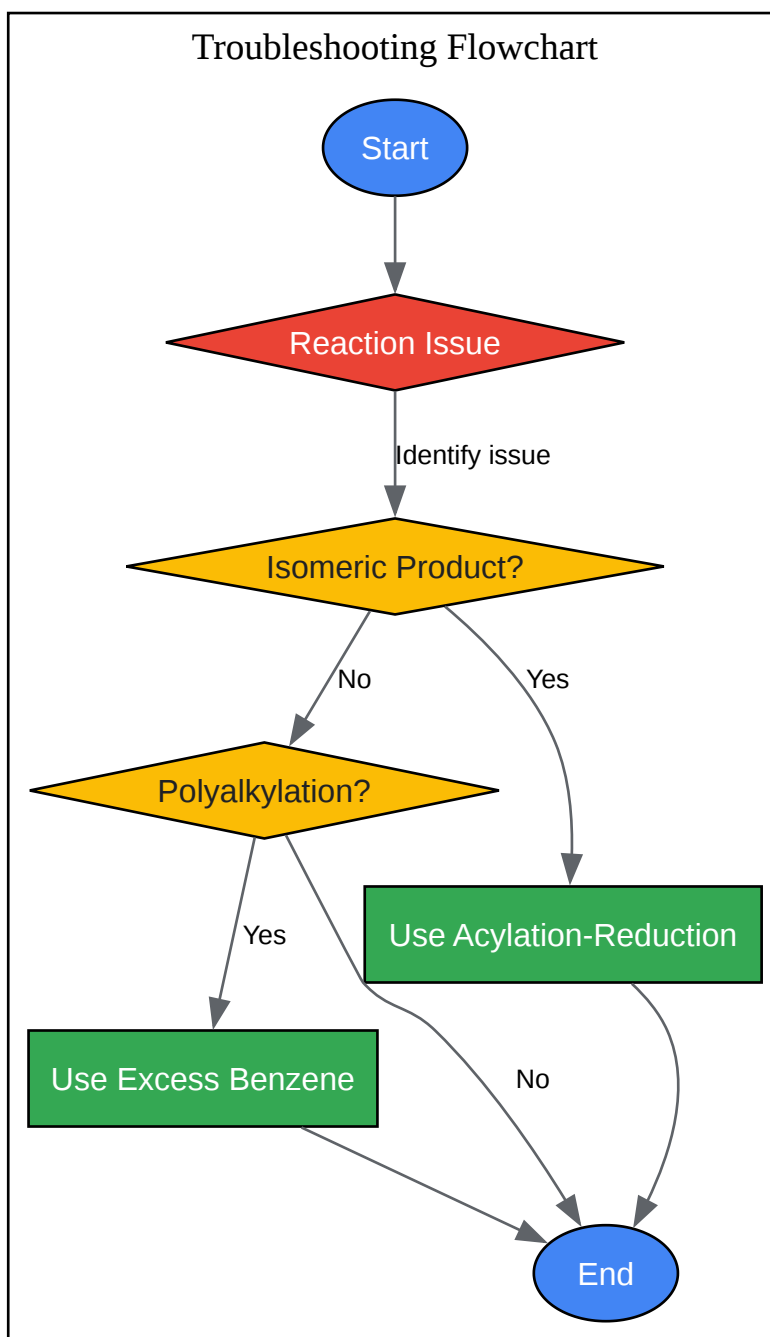 Troubleshooting Flowchart
Start
Reaction Issue
Identify issue
Isomeric Product?
No
Yes
Polyalkylation?
Yes
Use Acylation-Reduction
Use Excess Benzene
No
End